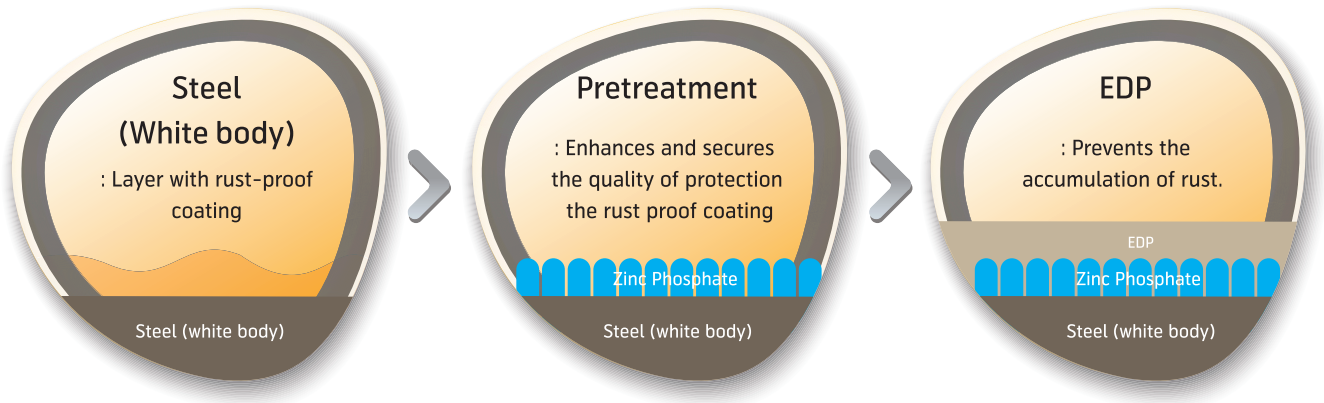 Steel
(White body)
: Layer with rust-proof
coating
Steel (white body)
Pretreatment
: Enhances and secures
the quality of protection
the rust proof coating
Zinc Phosphate
Steel (white body)
EDP
: Prevents the
accumulation of rust.
EDP
Zinc Phosphate
Steel (white body)